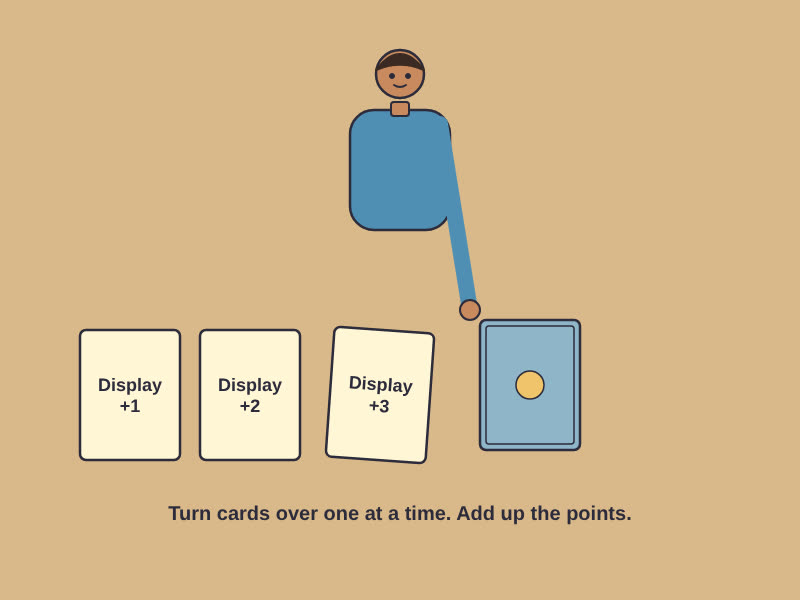 Display
+1
Display
+2
Display
+3
Turn cards over one at a time. Add up the points.